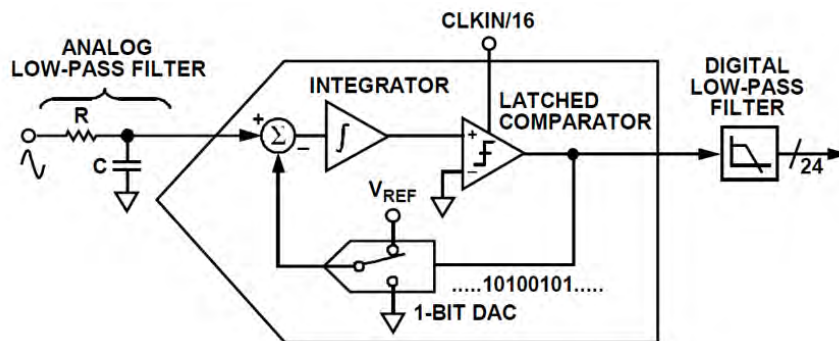 CLKIN/16
ANALOG
LOW-PASS FILTER
R
C
+
Σ
−
INTEGRATOR
∫
LATCHED
COMPARATOR
+
−
DIGITAL
LOW-PASS
FILTER
24
VREF
.....10100101.....
1-BIT DAC